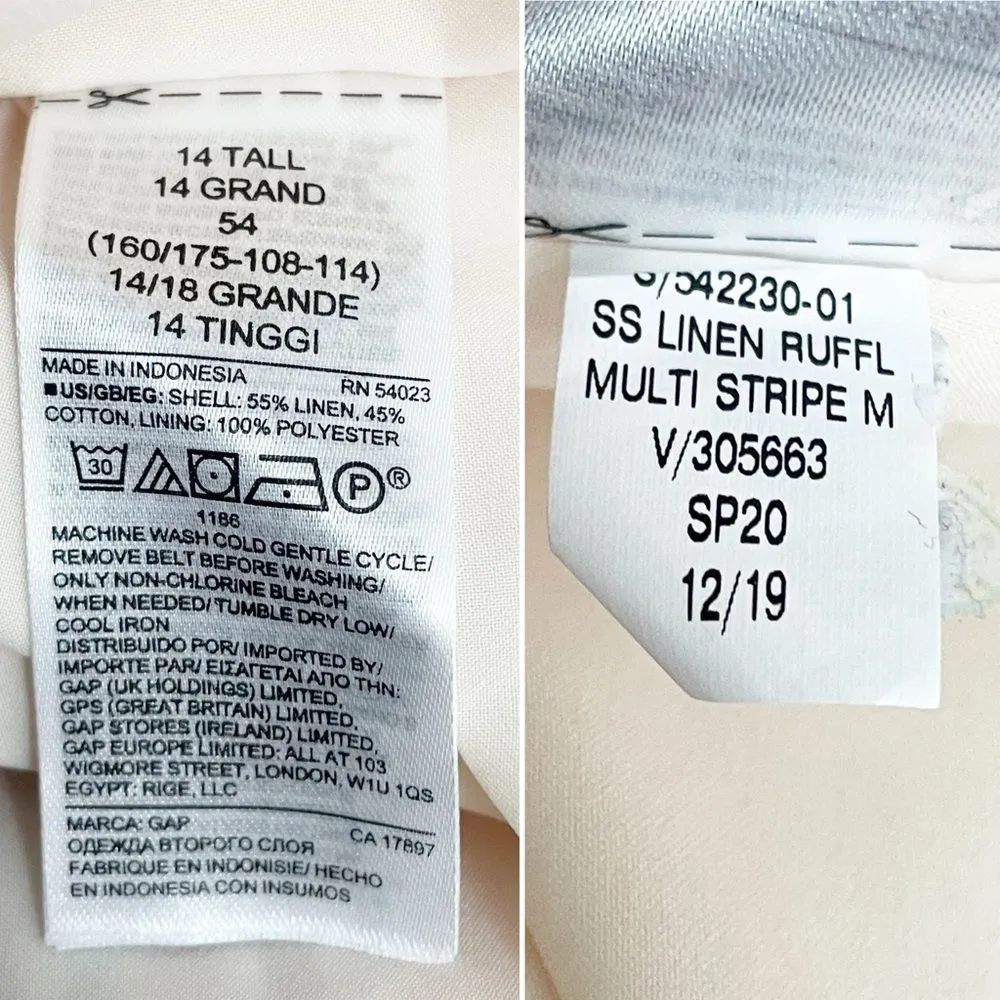 14 TALL
14 GRAND
54
(160/175-108-114)
14/18 GRANDE
14 TINGGI
MADE IN INDONESIA
RN 54023
■US/GB/EG: SHELL: 55% LINEN, 45%
COTTON, LINING: 100% POLYESTER
30
P®
1186
MACHINE WASH COLD GENTLE CYCLE/
REMOVE BELT BEFORE WASHING/
ONLY NON-CHLORINE BLEACH
WHEN NEEDED/ TUMBLE DRY LOW/
COOL IRON
DISTRIBUIDO POR/ IMPORTED BY/
IMPORTE PAR/ ΕΙΣΑΓΕΤΑΙ ΑΠΟ ΤΗΝ:
GAP (UK HOLDINGS) LIMITED,
GPS (GREAT BRITAIN) LIMITED,
GAP STORES (IRELAND) LIMITED,
GAP EUROPE LIMITED: ALL AT 103
WIGMORE STREET, LONDON, W1U 1QS
EGYPT: RIGE, LLC
MARCA: GAP
CA 17897
ОДЕЖДА ВТОРОГО СЛОЯ
FABRIQUE EN INDONISIE/ HECHO
EN INDONESIA CON INSUMOS
S/542230-01
SS LINEN RUFFL
MULTI STRIPE M
V/305663
SP20
12/19